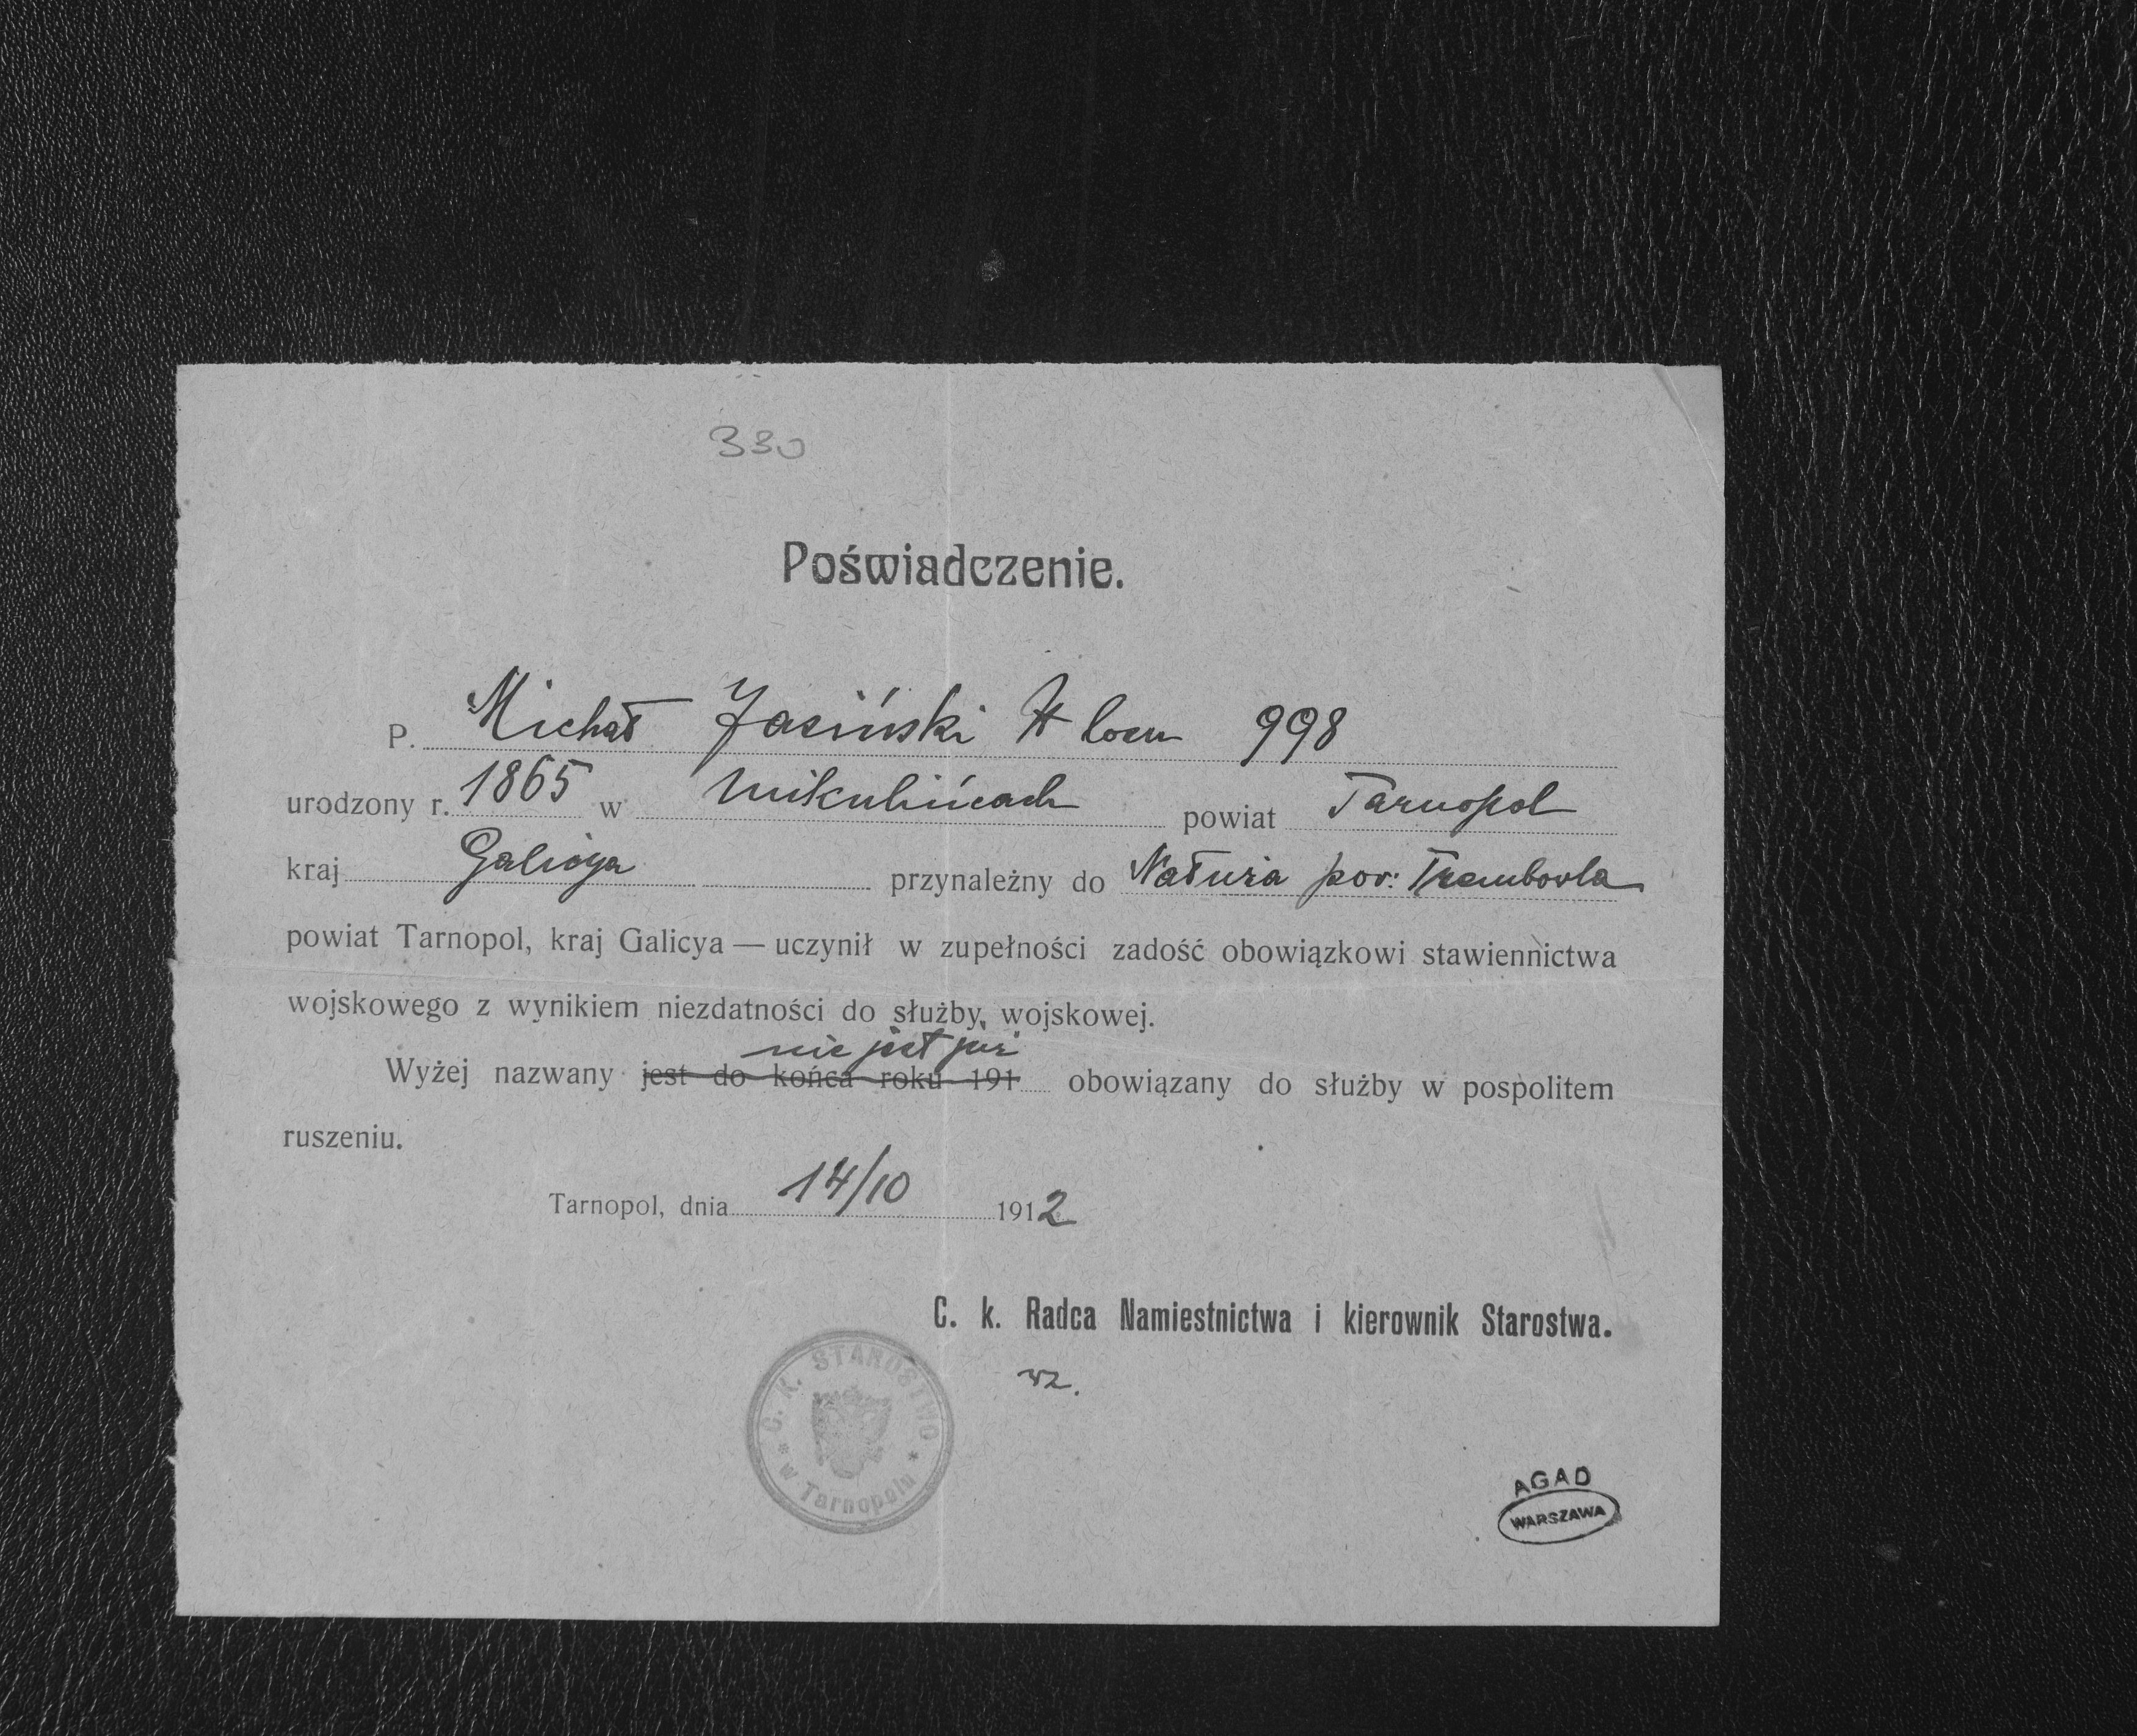 330
Poświadczenie.
P. Michał Jasiński 998
urodzony r. 1865 w Mikulińcach powiat Tarnopol
kraj Galicya przynależny do Nałuża pow: Trembowla
powiat Tarnopol, kraj Galicya — uczynił w zupełności zadość obowiązkowi stawiennictwa
wojskowego z wynikiem niezdatności do służby wojskowej.
nie jest już
Wyżej nazwany jest do końca roku 191 obowiązany do służby w pospolitem
ruszeniu.
Tarnopol, dnia 14/10 1912
C. k. Radca Namiestnictwa i kierownik Starostwa.
wz.
C. K. STAROSTWO
* w Tarnopolu *
AGAD
WARSZAWA